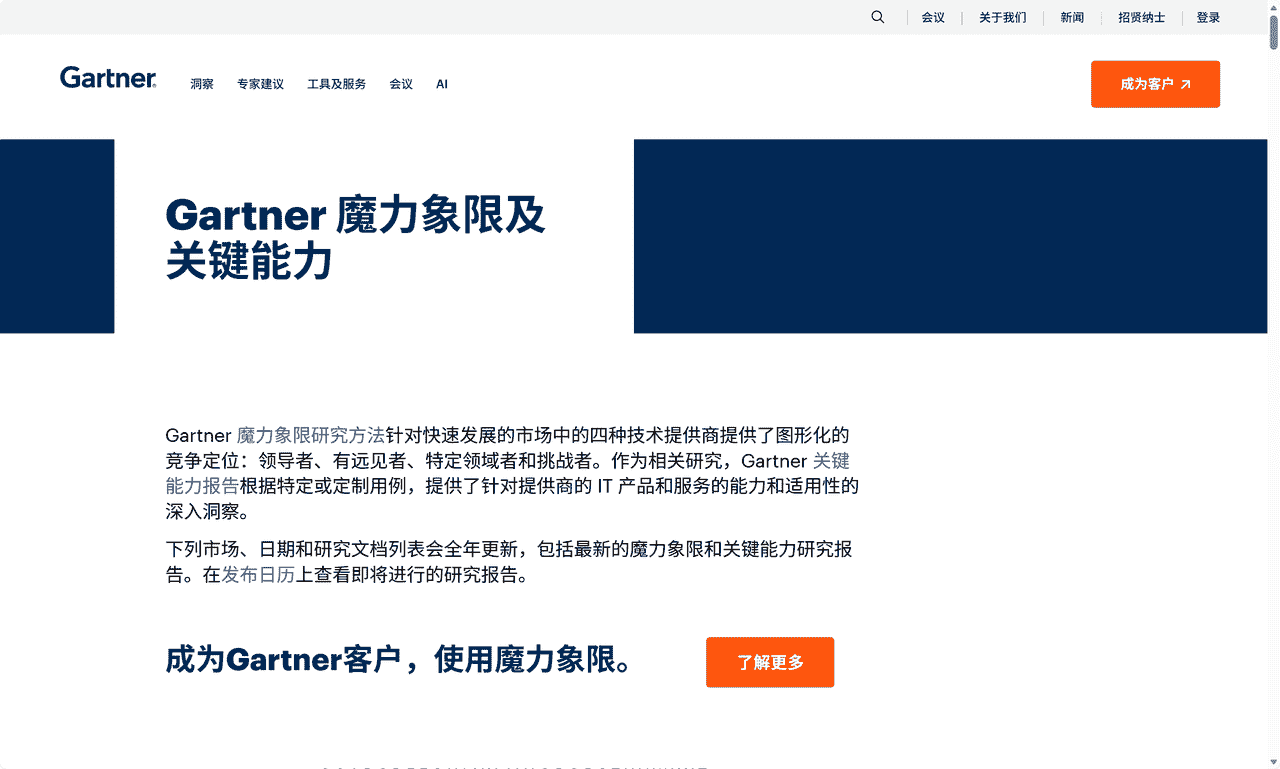 会议
关于我们
新闻
招贤纳士
登录
Gartner
洞察
专家建议
工具及服务
会议
AI
成为客户
Gartner 魔力象限及
关键能力
Gartner 魔力象限研究方法针对快速发展的市场中的四种技术提供商提供了图形化的
竞争定位：领导者、有远见者、特定领域者和挑战者。作为相关研究，Gartner 关键
能力报告根据特定或定制用例，提供了针对提供商的 IT 产品和服务的能力和适用性的
深入洞察。
下列市场、日期和研究文档列表会全年更新，包括最新的魔力象限和关键能力研究报
告。在发布日历上查看即将进行的研究报告。
成为Gartner客户，使用魔力象限。
了解更多